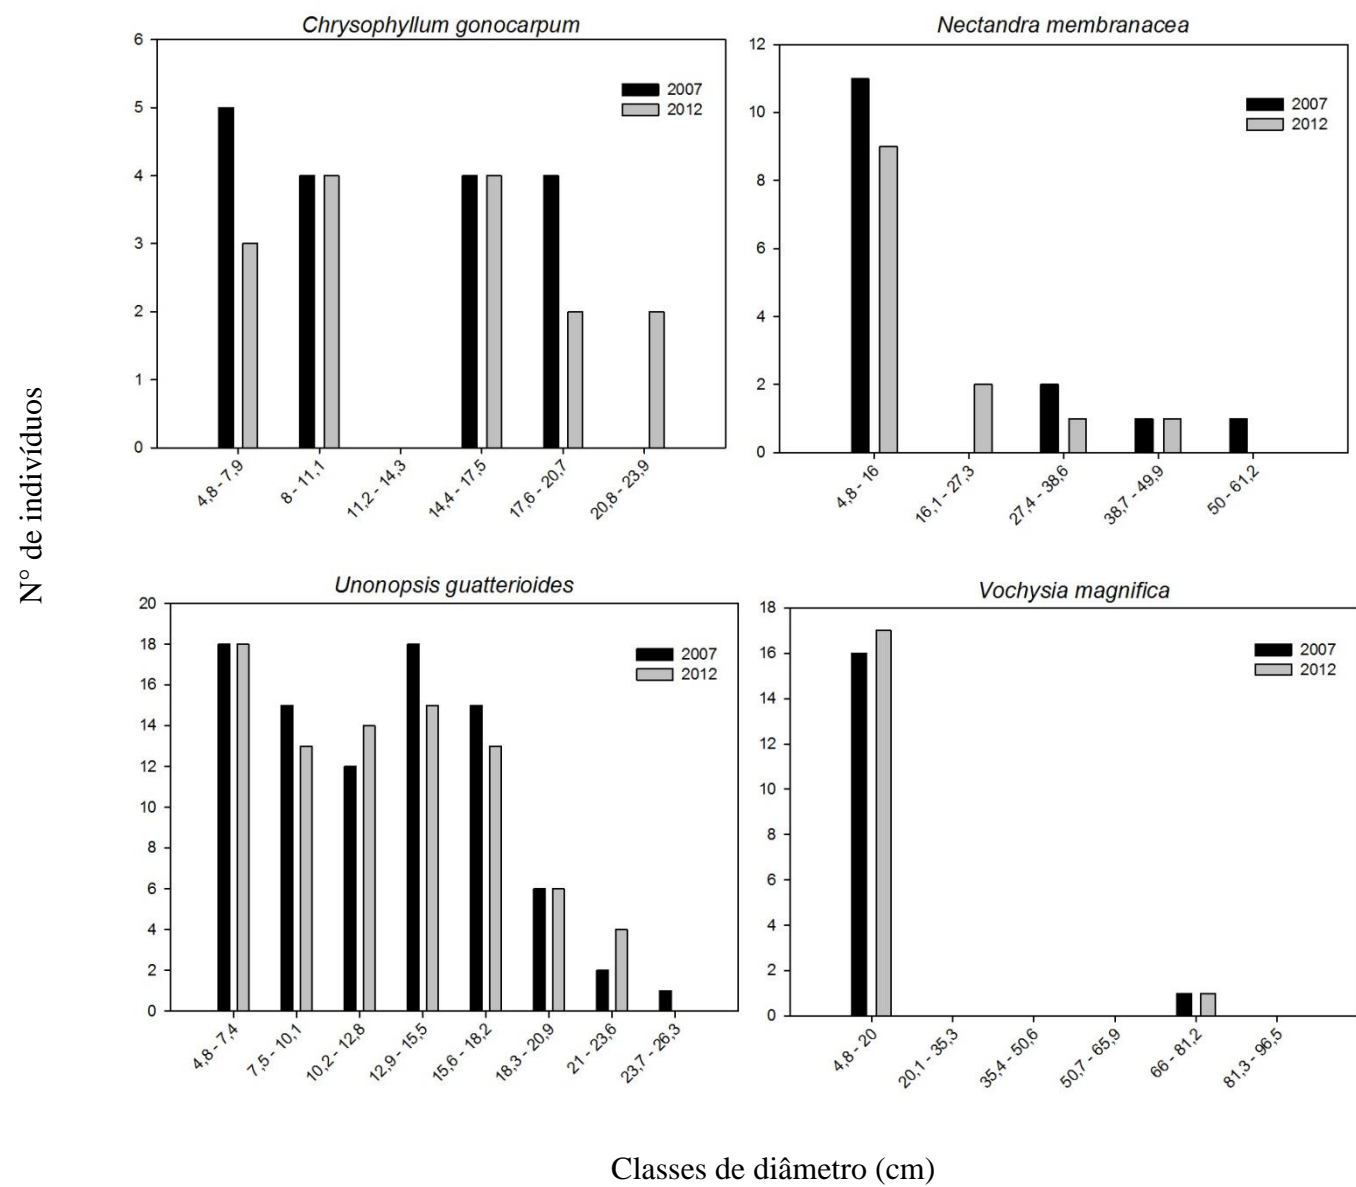 Chrysophyllum gonocarpum
6
5
4
3
2
1
0
2007
2012
4,8 - 7,9
8 - 11,1
11,2 - 14,3
14,4 - 17,5
17,6 - 20,7
20,8 - 23,9
Nectandra membranacea
12
10
8
6
4
2
0
2007
2012
4,8 - 16
16,1 - 27,3
27,4 - 38,6
38,7 - 49,9
50 - 61,2
N° de indivíduos
Unonopsis guatterioides
20
18
16
14
12
10
8
6
4
2
0
2007
2012
4,8 - 7,4
7,5 - 10,1
10,2 - 12,8
12,9 - 15,5
15,6 - 18,2
18,3 - 20,9
21 - 23,6
23,7 - 26,3
Vochysia magnifica
18
16
14
12
10
8
6
4
2
0
2007
2012
4,8 - 20
20,1 - 35,3
35,4 - 50,6
50,7 - 65,9
66 - 81,2
81,3 - 96,5
Classes de diâmetro (cm)